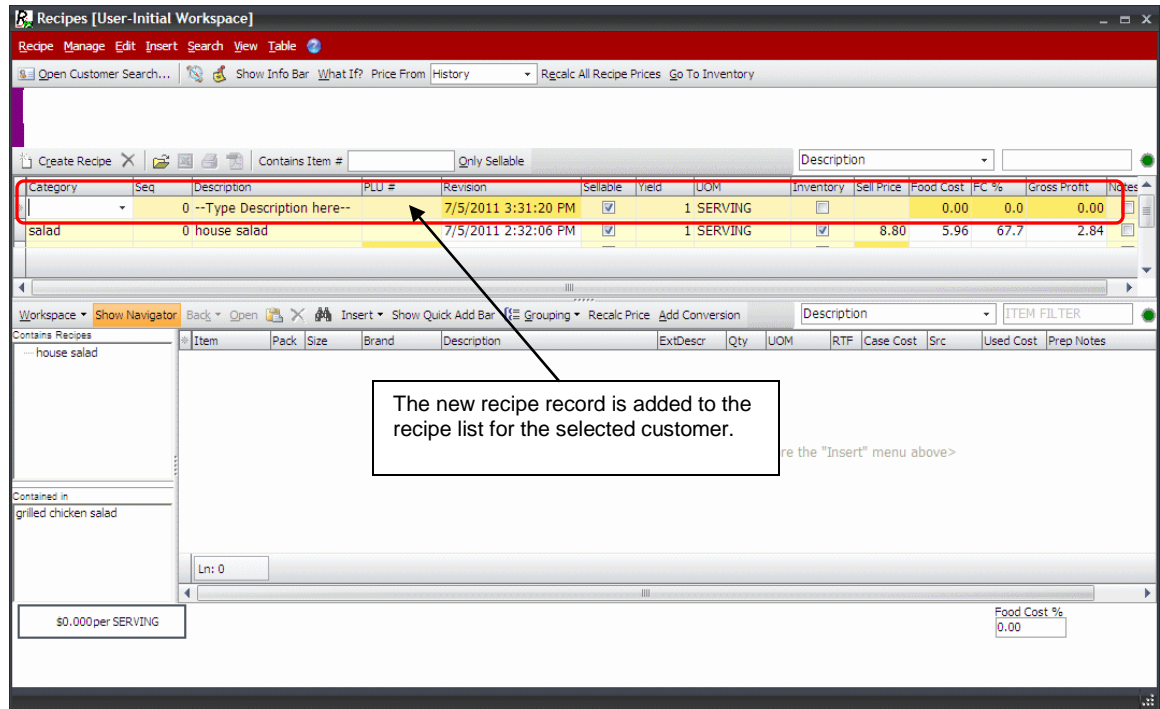 Recipes [User-Initial Workspace]
Recipe Manage Edit Insert Search View Table
Open Customer Search... Show Info Bar What If? Price From History Recalc All Recipe Prices Go To Inventory
Create Recipe Contains Item # Only Sellable Description
Category Seq Description PLU # Revision Sellable Yield UOM Inventory Sell Price Food Cost FC % Gross Profit Notes
0 --Type Description here-- 7/5/2011 3:31:20 PM 1 SERVING 0.00 0.0 0.00
salad 0 house salad 7/5/2011 2:32:06 PM 1 SERVING 8.80 5.96 67.7 2.84
Workspace Show Navigator Back Open Insert Show Quick Add Bar Grouping Recalc Price Add Conversion Description ITEM FILTER
Contains Recipes
Item Pack Size Brand Description ExtDescr Qty UOM RTF Case Cost Src Used Cost Prep Notes
house salad
The new recipe record is added to the
recipe list for the selected customer.
the "Insert" menu above>
Contained in
grilled chicken salad
Ln: 0
$0.000per SERVING
Food Cost %
0.00